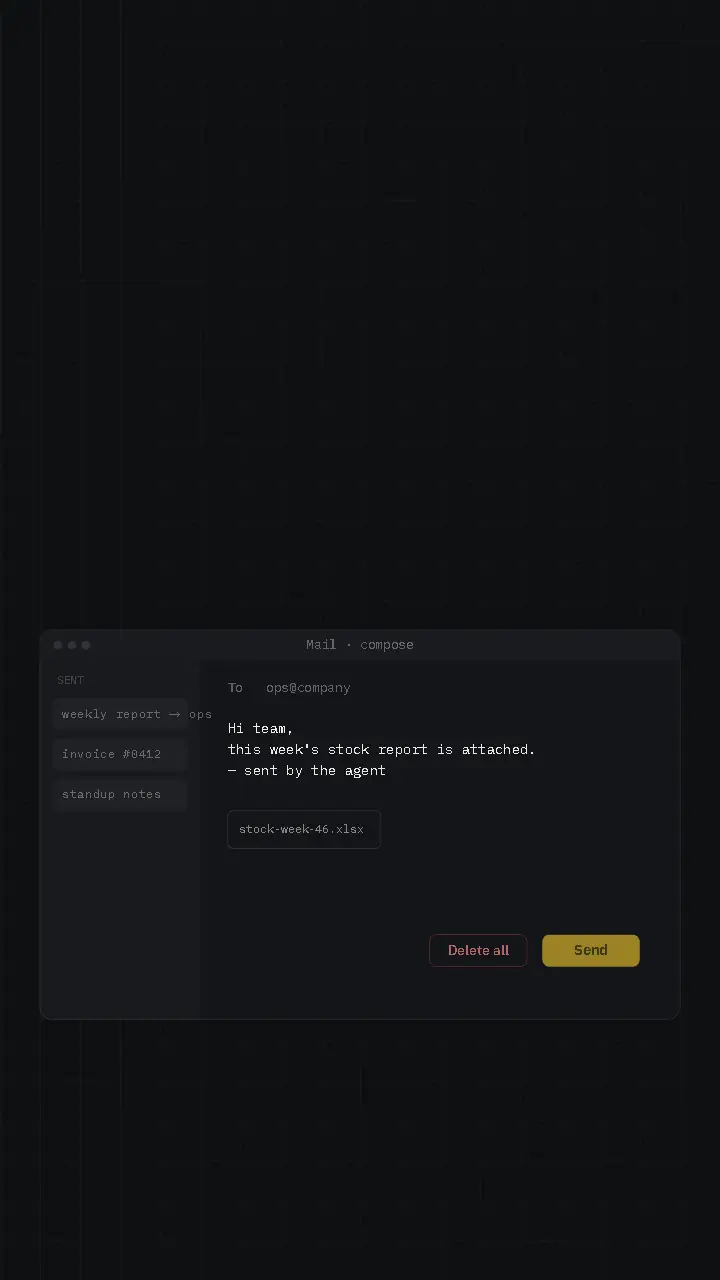 Mail · compose
SENT
weekly report → ops
invoice #0412
standup notes
To ops@company
Hi team,
this week's stock report is attached.
— sent by the agent
stock-week-46.xlsx
Delete all
Send